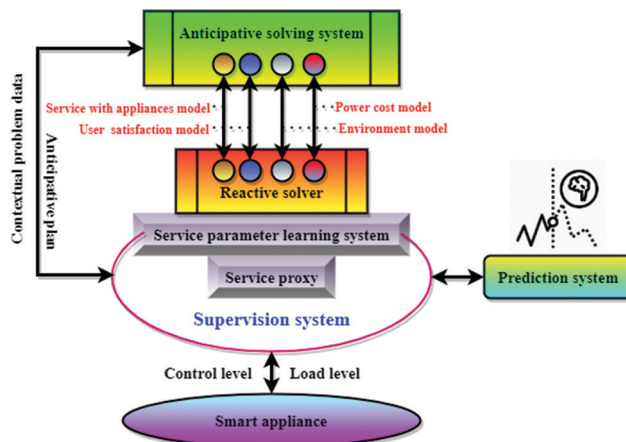 Anticipative solving system
Service with appliances model
Power cost model
User satisfaction model
Environment model
Contextual problem data
Anticipative plan
Reactive solver
Service parameter learning system
Service proxy
Prediction system
Supervision system
Control level
Load level
Smart appliance